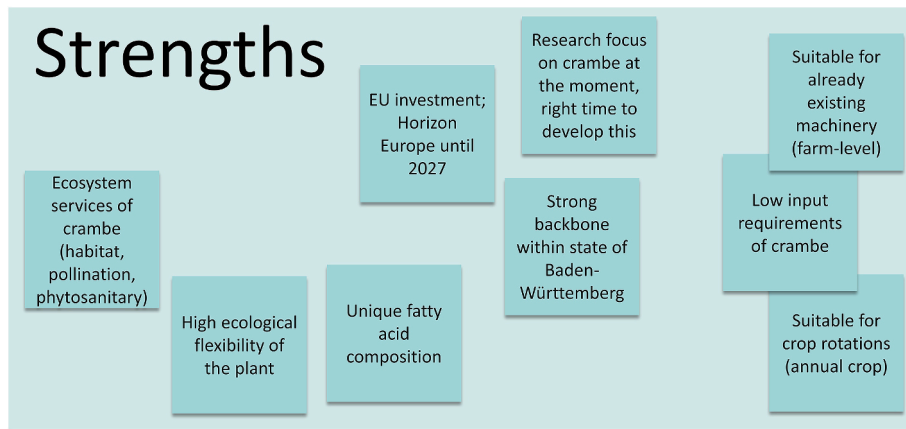 Strengths
Research focus
on crambe at
the moment,
right time to
develop this
Suitable for
already
existing
machinery
(farm-level)
EU investment;
Horizon
Europe until
2027
Ecosystem
services of
crambe
(habitat,
pollination,
phytosanitary)
Strong
backbone
within state of
Baden-
Württemberg
Low input
requirements
of crambe
High ecological
flexibility of
the plant
Unique fatty
acid
composition
Suitable for
crop rotations
(annual crop)